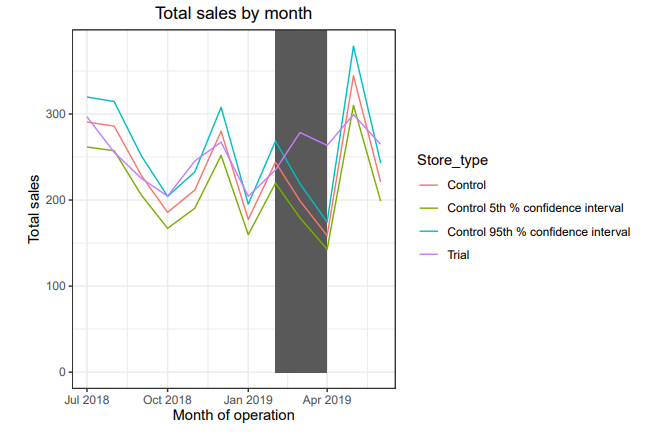 Total sales by month
Total sales
300
200
100
0
Jul 2018 Oct 2018 Jan 2019 Apr 2019
Month of operation
Store_type
Control
Control 5th % confidence interval
Control 95th % confidence interval
Trial